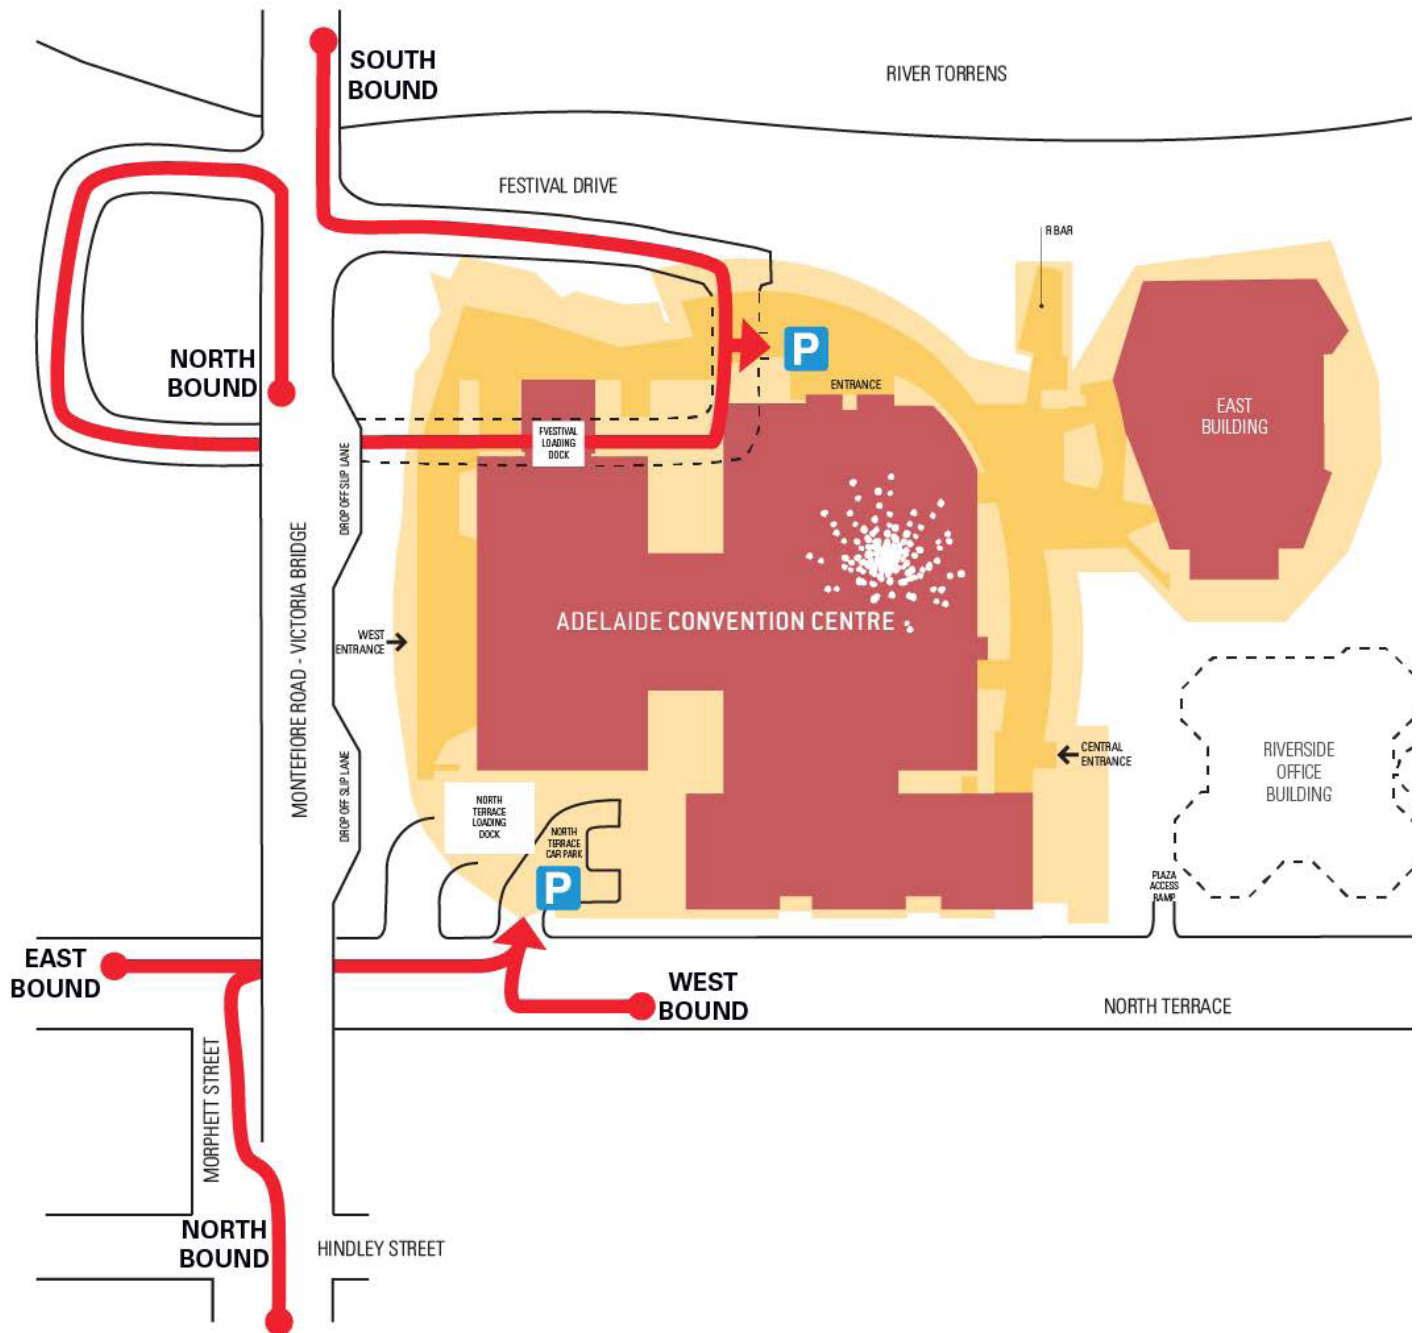 SOUTH
BOUND
RIVER TORRENS
FESTIVAL DRIVE
R BAR
NORTH
BOUND
P
ENTRANCE
EAST
BUILDING
FVESTIVAL
LOADING
DOCK
DROP OFF SLIP LANE
MONTEFIORE ROAD - VICTORIA BRIDGE
ADELAIDE CONVENTION CENTRE
WEST
ENTRANCE
CENTRAL
ENTRANCE
RIVERSIDE
OFFICE
BUILDING
DROP OFF SLIP LANE
NORTH
TERRACE
LOADING
DOCK
NORTH
TERRACE
CAR PARK
P
PLAZA
ACCESS
RAMP
EAST
BOUND
WEST
BOUND
NORTH TERRACE
MORPHETT STREET
NORTH
BOUND
HINDLEY STREET